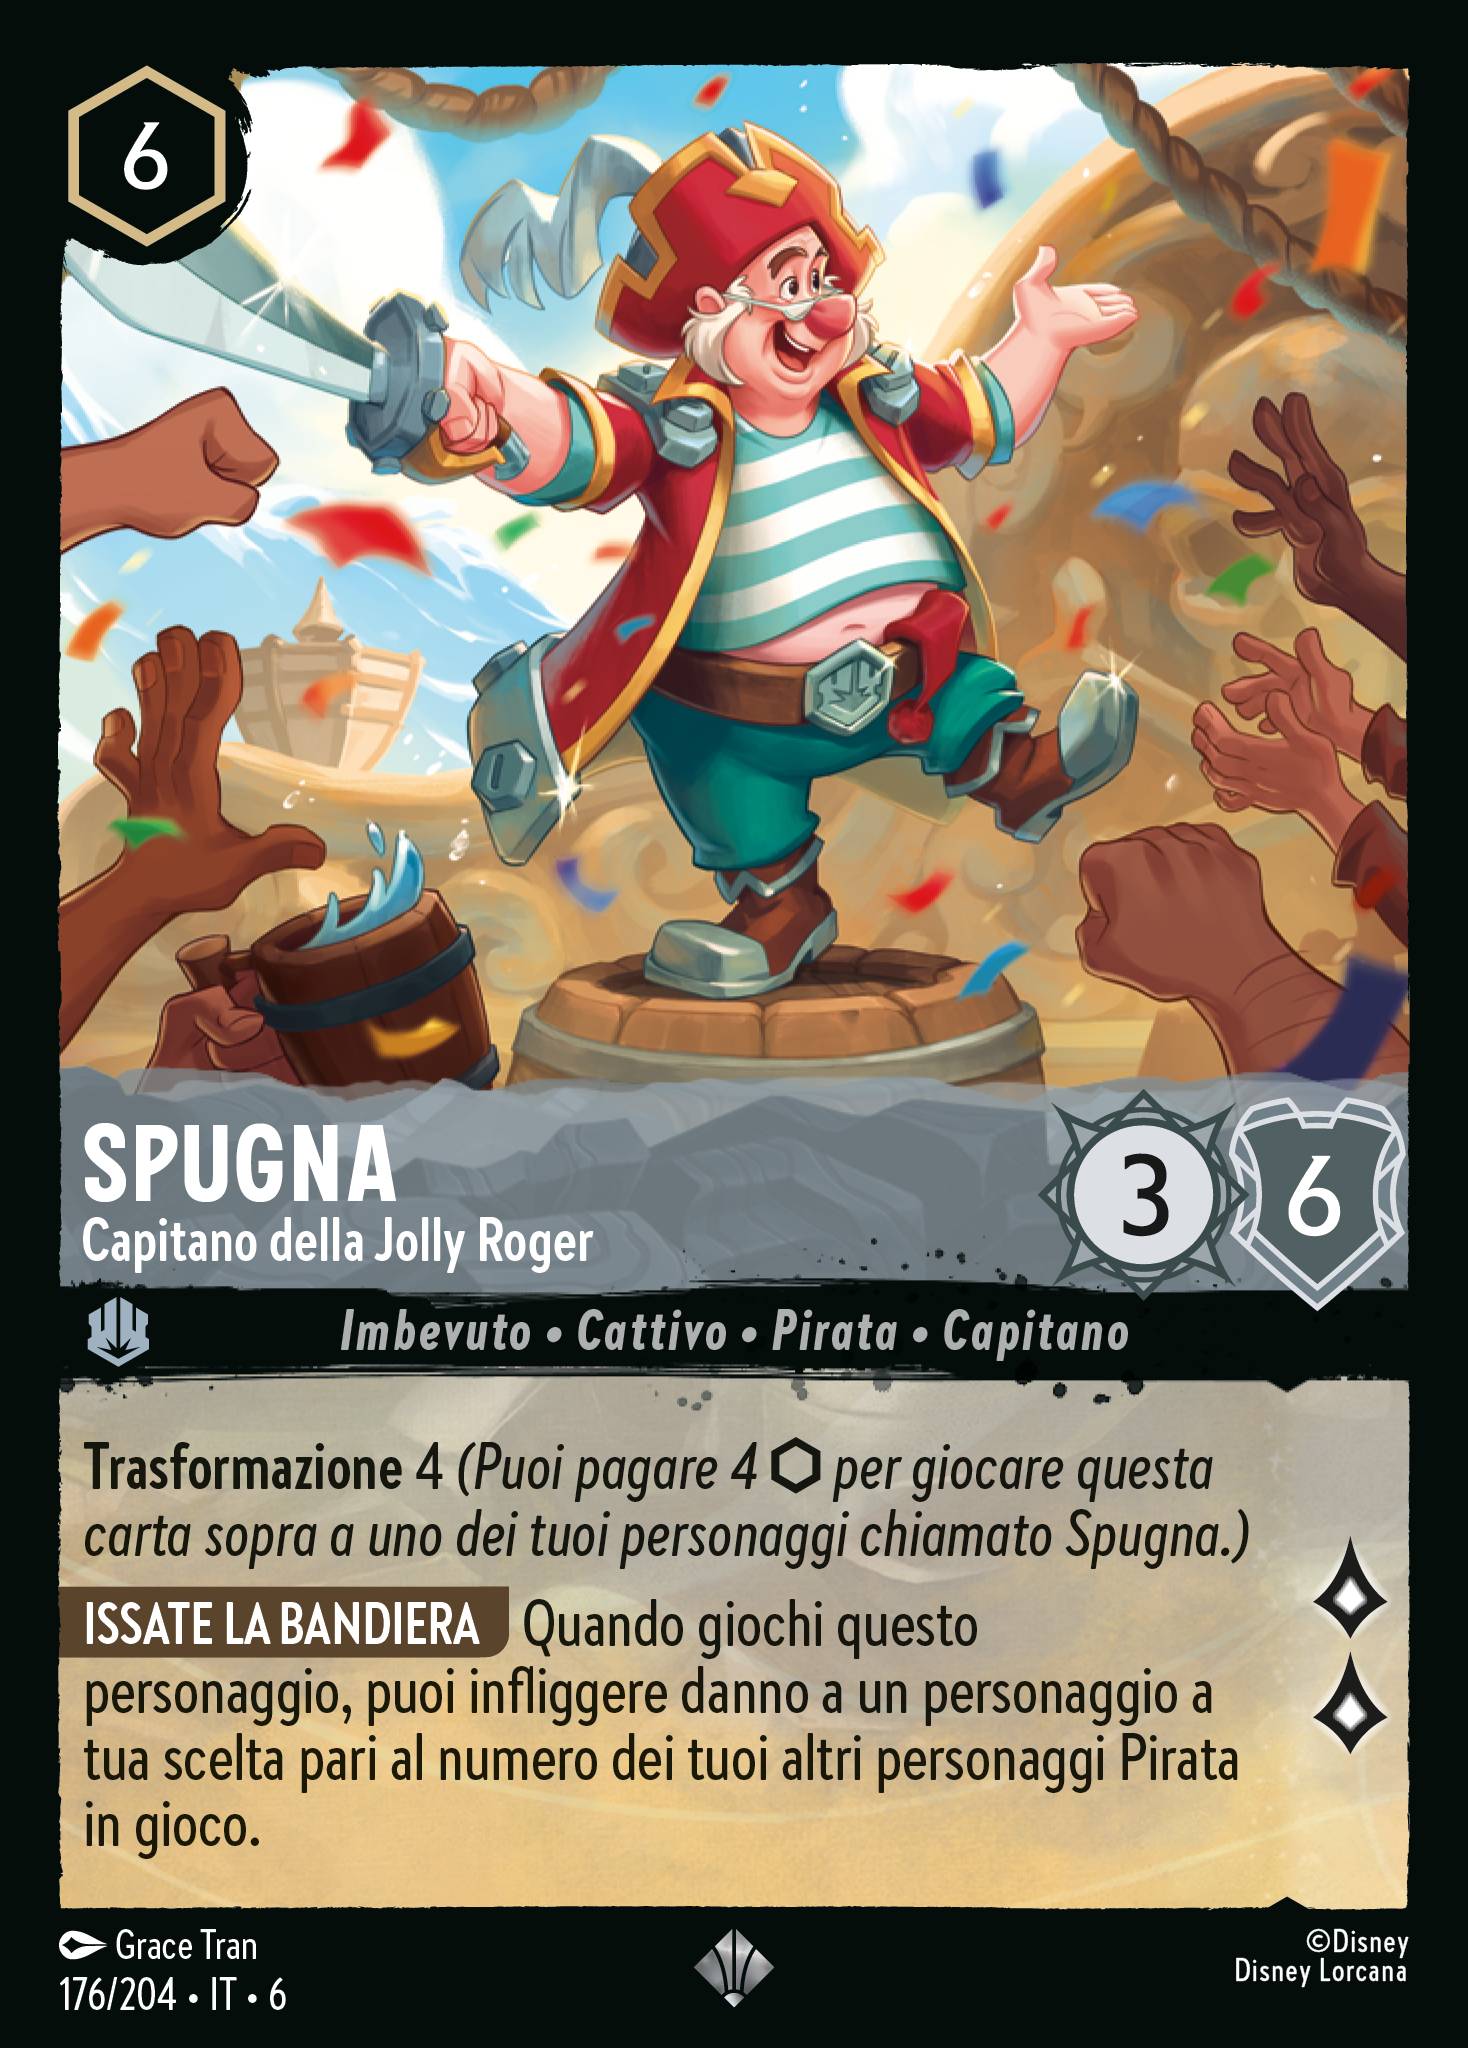 6
SPUGNA
Capitano della Jolly Roger
3
6
Imbevuto • Cattivo • Pirata • Capitano
Trasformazione 4 (Puoi pagare 4 ⬡ per giocare questa
carta sopra a uno dei tuoi personaggi chiamato Spugna.)
ISSATE LA BANDIERA Quando giochi questo
personaggio, puoi infliggere danno a un personaggio a
tua scelta pari al numero dei tuoi altri personaggi Pirata
in gioco.
Grace Tran
176/204 • IT • 6
©Disney
Disney Lorcana